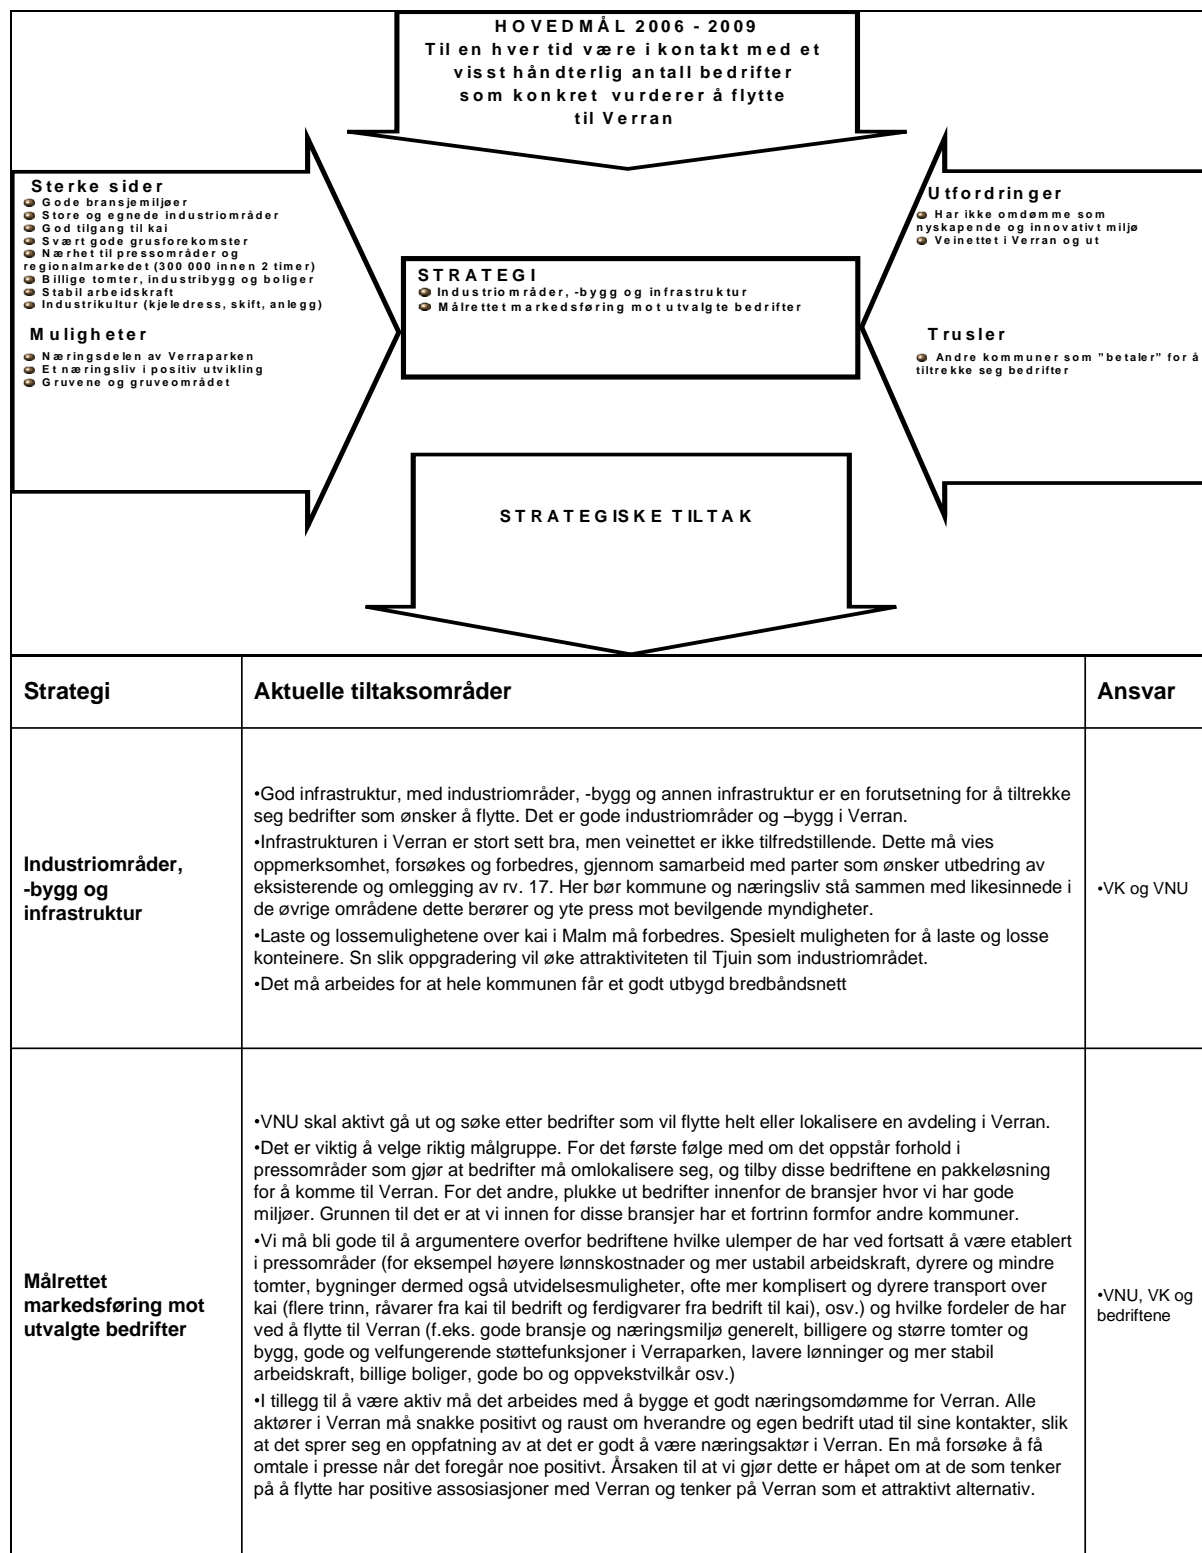 HOVEDMÅL 2006 - 2009
Til en hver tid være i kontakt med et
visst håndterlig antall bedrifter
som konkret vurderer å flytte
til Verran
Sterke sider
Gode bransjemiljøer
Store og egnede industriområder
God tilgang til kai
Svært gode grusforekomster
Nærhet til pressområder og
regionalmarkedet (300 000 innen 2 timer)
Billige tomter, industribygg og boliger
Stabil arbeidskraft
Industrikultur (kjeledress, skift, anlegg)
Muligheter
Næringsdelen av Verraparken
Et næringsliv i positiv utvikling
Gruvene og gruveområdet
STRATEGI
Industriområder, -bygg og infrastruktur
Målrettet markedsføring mot utvalgte bedrifter
Utfordringer
Har ikke omdømme som
nyskapende og innovativt miljø
Veinettet i Verran og ut
Trusler
Andre kommuner som ”betaler” for å
tiltrekke seg bedrifter
STRATEGISKE TILTAK
Strategi
Aktuelle tiltaksområder
Ansvar
Industriområder,
-bygg og
infrastruktur
•God infrastruktur, med industriområder, -bygg og annen infrastruktur er en forutsetning for å tiltrekke
seg bedrifter som ønsker å flytte. Det er gode industriområder og –bygg i Verran.
•Infrastrukturen i Verran er stort sett bra, men veinettet er ikke tilfredstillende. Dette må vies
oppmerksomhet, forsøkes og forbedres, gjennom samarbeid med parter som ønsker utbedring av
eksisterende og omlegging av rv. 17. Her bør kommune og næringsliv stå sammen med likesinnede i
de øvrige områdene dette berører og yte press mot bevilgende myndigheter.
•Laste og lossemulighetene over kai i Malm må forbedres. Spesielt muligheten for å laste og losse
konteinere. Sn slik oppgradering vil øke attraktiviteten til Tjuin som industriområdet.
•Det må arbeides for at hele kommunen får et godt utbygd bredbåndsnett
•VK og VNU
Målrettet
markedsføring mot
utvalgte bedrifter
•VNU skal aktivt gå ut og søke etter bedrifter som vil flytte helt eller lokalisere en avdeling i Verran.
•Det er viktig å velge riktig målgruppe. For det første følge med om det oppstår forhold i
pressområder som gjør at bedrifter må omlokalisere seg, og tilby disse bedriftene en pakkeløsning
for å komme til Verran. For det andre, plukke ut bedrifter innenfor de bransjer hvor vi har gode
miljøer. Grunnen til det er at vi innen for disse bransjer har et fortrinn formfor andre kommuner.
•Vi må bli gode til å argumentere overfor bedriftene hvilke ulemper de har ved fortsatt å være etablert
i pressområder (for eksempel høyere lønnskostnader og mer ustabil arbeidskraft, dyrere og mindre
tomter, bygninger dermed også utvidelsesmuligheter, ofte mer komplisert og dyrere transport over
kai (flere trinn, råvarer fra kai til bedrift og ferdigvarer fra bedrift til kai), osv.) og hvilke fordeler de har
ved å flytte til Verran (f.eks. gode bransje og næringsmiljø generelt, billigere og større tomter og
bygg, gode og velfungerende støttefunksjoner i Verraparken, lavere lønninger og mer stabil
arbeidskraft, billige boliger, gode bo og oppvekstvilkår osv.)
•I tillegg til å være aktiv må det arbeides med å bygge et godt næringsomdømme for Verran. Alle
aktører i Verran må snakke positivt og raust om hverandre og egen bedrift utad til sine kontakter, slik
at det sprer seg en oppfatning av at det er godt å være næringsaktør i Verran. En må forsøke å få
omtale i presse når det foregår noe positivt. Årsaken til at vi gjør dette er håpet om at de som tenker
på å flytte har positive assosiasjoner med Verran og tenker på Verran som et attraktivt alternativ.
•VNU, VK og
bedriftene